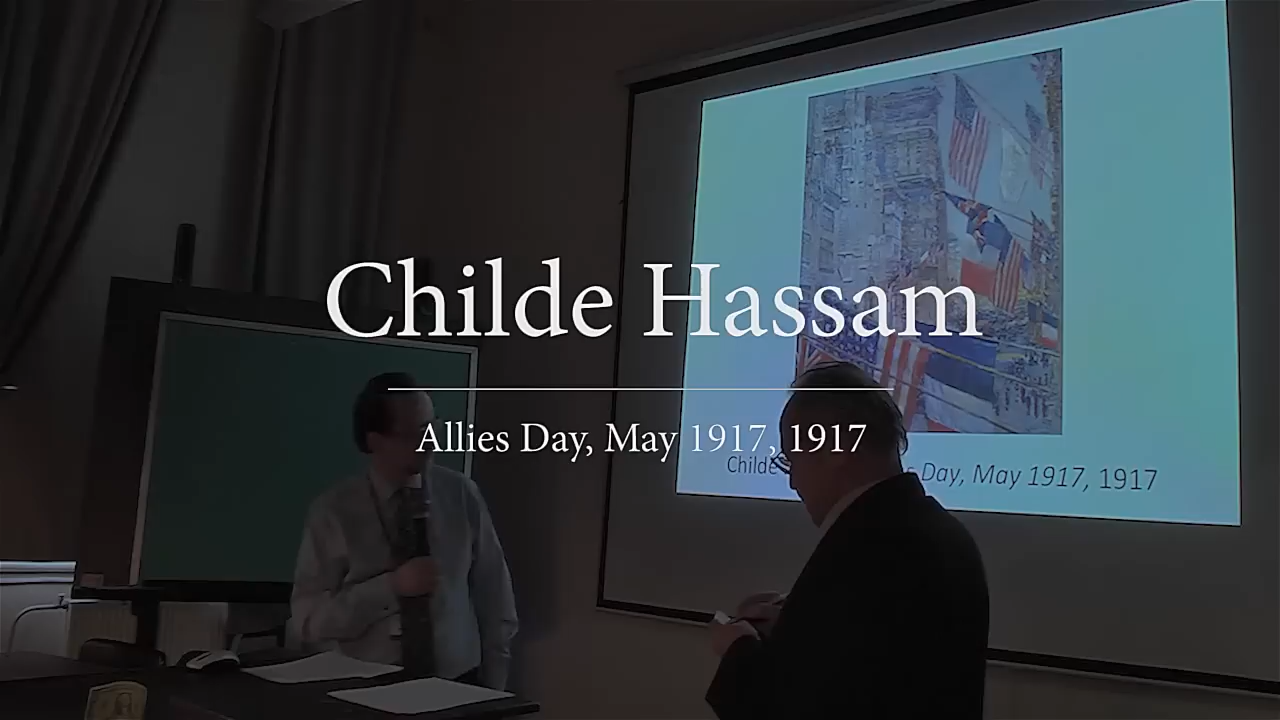 Childe Hassam
Allies Day, May 1917, 1917
Childe Day, May 1917, 1917